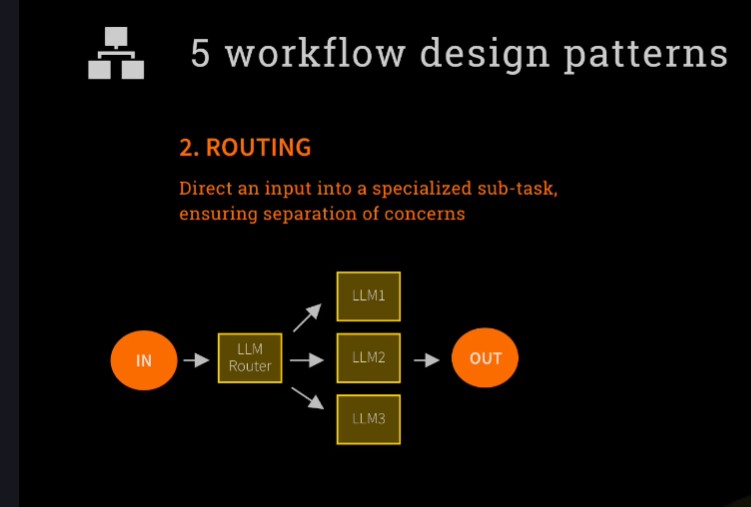 5 workflow design patterns
2. ROUTING
Direct an input into a specialized sub-task,
ensuring separation of concerns
LLM1
IN
LLM
Router
LLM2
OUT
LLM3